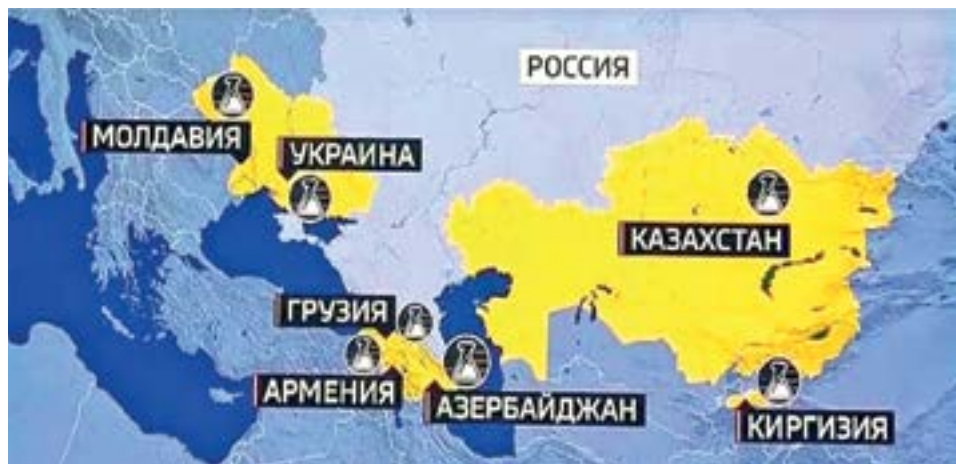 РОССИЯ
МОЛДАВИЯ
УКРАИНА
КАЗАХСТАН
ГРУЗИЯ
АРМЕНИЯ
АЗЕРБАЙДЖАН
КИРГИЗИЯ